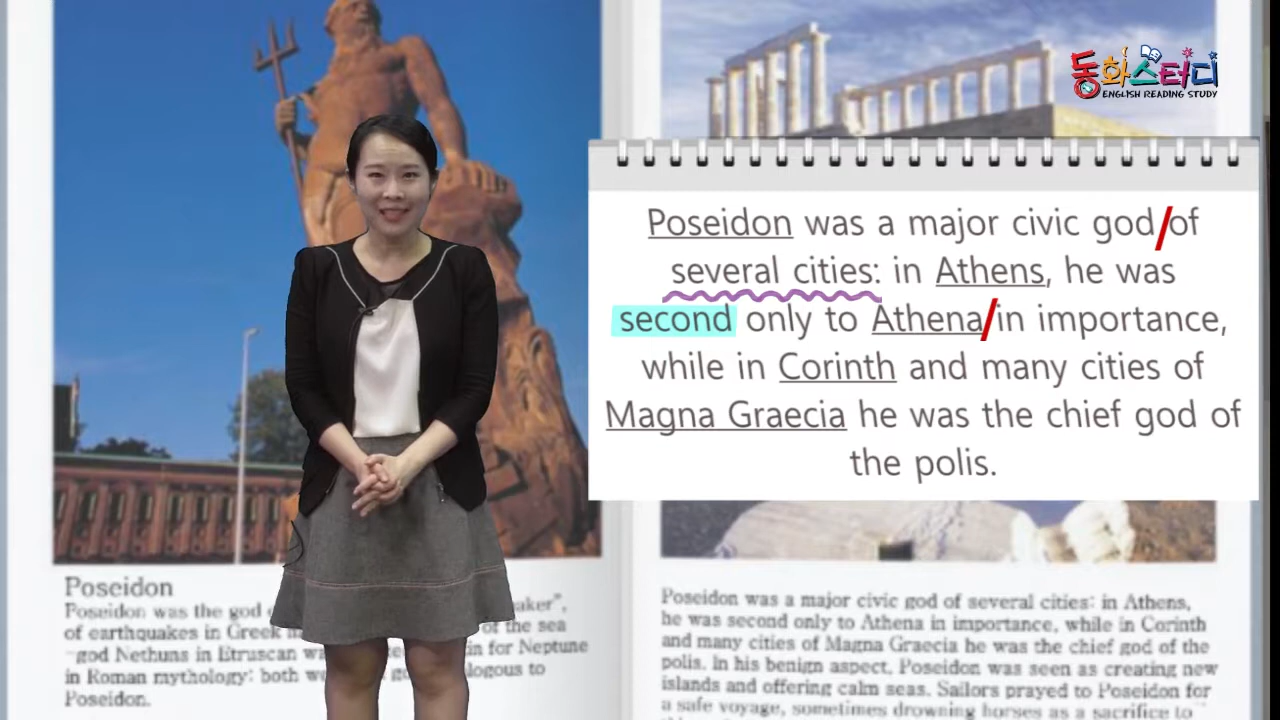 동화스터디
ENGLISH READING STUDY
Poseidon was a major civic god/of
several cities: in Athens, he was
second only to Athena/in importance,
while in Corinth and many cities of
Magna Graecia he was the chief god of
the polis.
Poseidon
Poseidon was the god aker",
of earthquakes in Greek of the sea
-god Nethuns in Etruscan in for Neptune
in Roman mythology: both logous to
Poseidon.
Poseidon was a major civic god of several cities: in Athens,
he was second only to Athena in importance, while in Corinth
and many cities of Magna Graecia he was the chief god of the
polis. In his benign aspect, Poseidon was seen as creating new
islands and offering calm seas. Sailors prayed to Poseidon for
a safe voyage, sometimes drowning horses as a sacrifice to